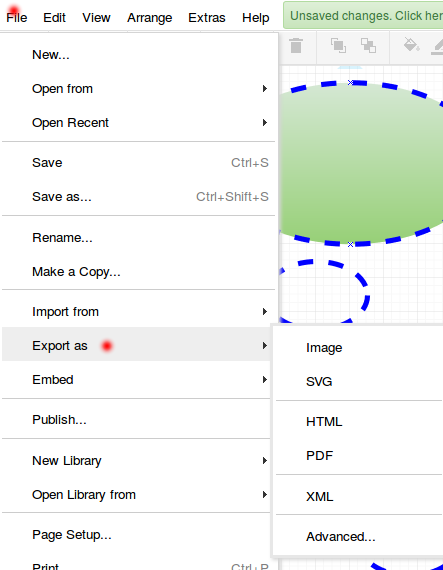 File Edit View Arrange Extras Help Unsaved changes. Click her
New...
Open from
Open Recent
Save Ctrl+S
Save as... Ctrl+Shift+S
Rename...
Make a Copy...
Import from
Export as
Image
Embed
SVG
HTML
Publish...
PDF
New Library
Open Library from
XML
Page Setup...
Advanced...
Print Ctrl+P